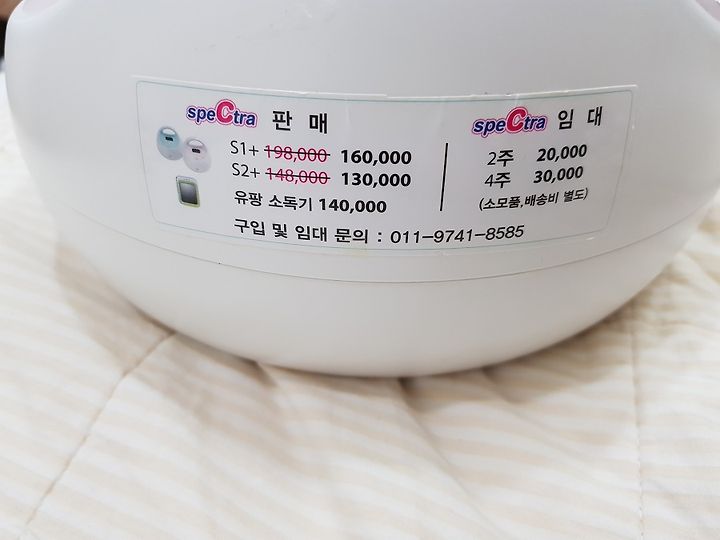 spectra 판 매
S1+ 198,000 160,000
S2+ 148,000 130,000
유팡 소독기 140,000
spectra 임 대
2주 20,000
4주 30,000
(소모품,배송비 별도)
구입 및 임대 문의 : 011-9741-8585